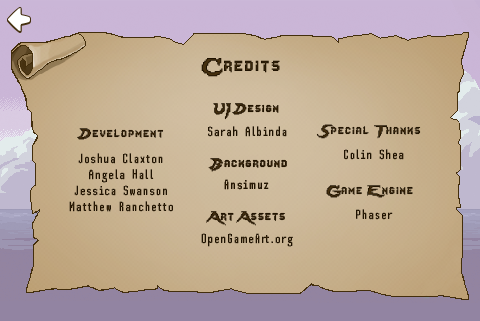 Credits
Development
Joshua Claxton
Angela Hall
Jessica Swanson
Matthew Ranchetto
UI Design
Sarah Albinda
Background
Ansimuz
Art Assets
OpenGameArt.org
Special Thanks
Colin Shea
Game Engine
Phaser